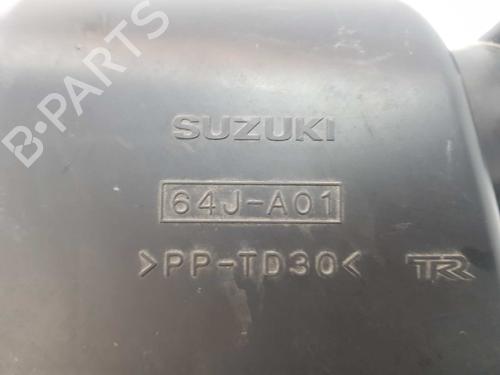 B-PARTS
SUZUKI
64J-A01
>PP-TD30< TR